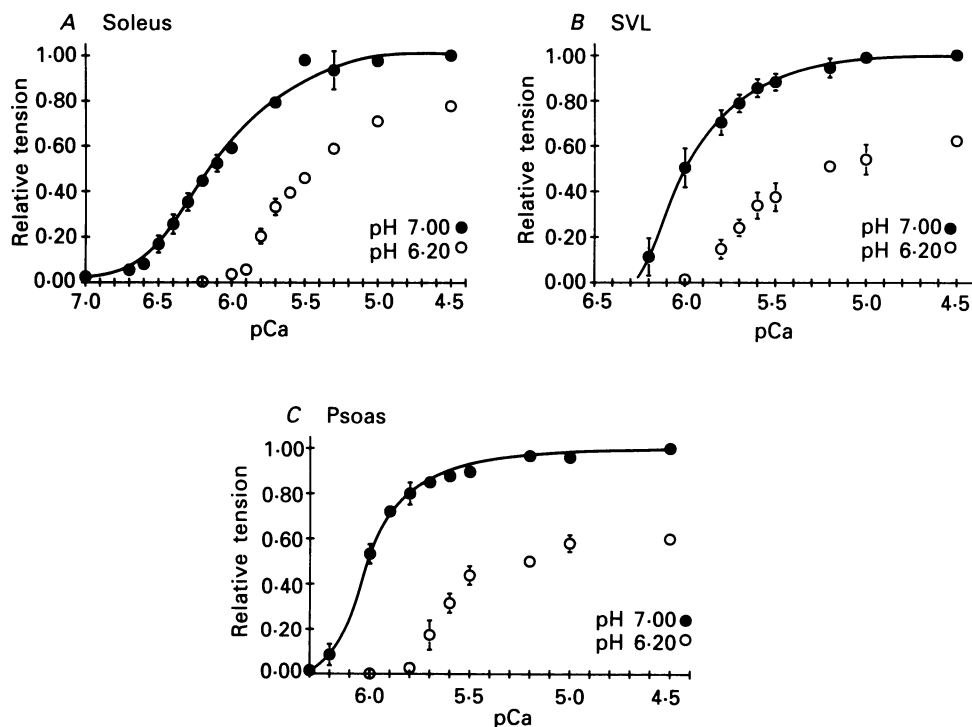 A Soleus
Relative tension
1·00
0·80
0·60
0·40
0·20
0·00
pH 7·00
pH 6·20
7·0 6·5 6·0 5·5 5·0 4·5
pCa
B SVL
Relative tension
1·00
0·80
0·60
0·40
0·20
0·00
pH 7·00
pH 6·20
6·5 6·0 5·5 5·0 4·5
pCa
C Psoas
Relative tension
1·00
0·80
0·60
0·40
0·20
0·00
pH 7·00
pH 6·20
6·0 5·5 5·0 4·5
pCa